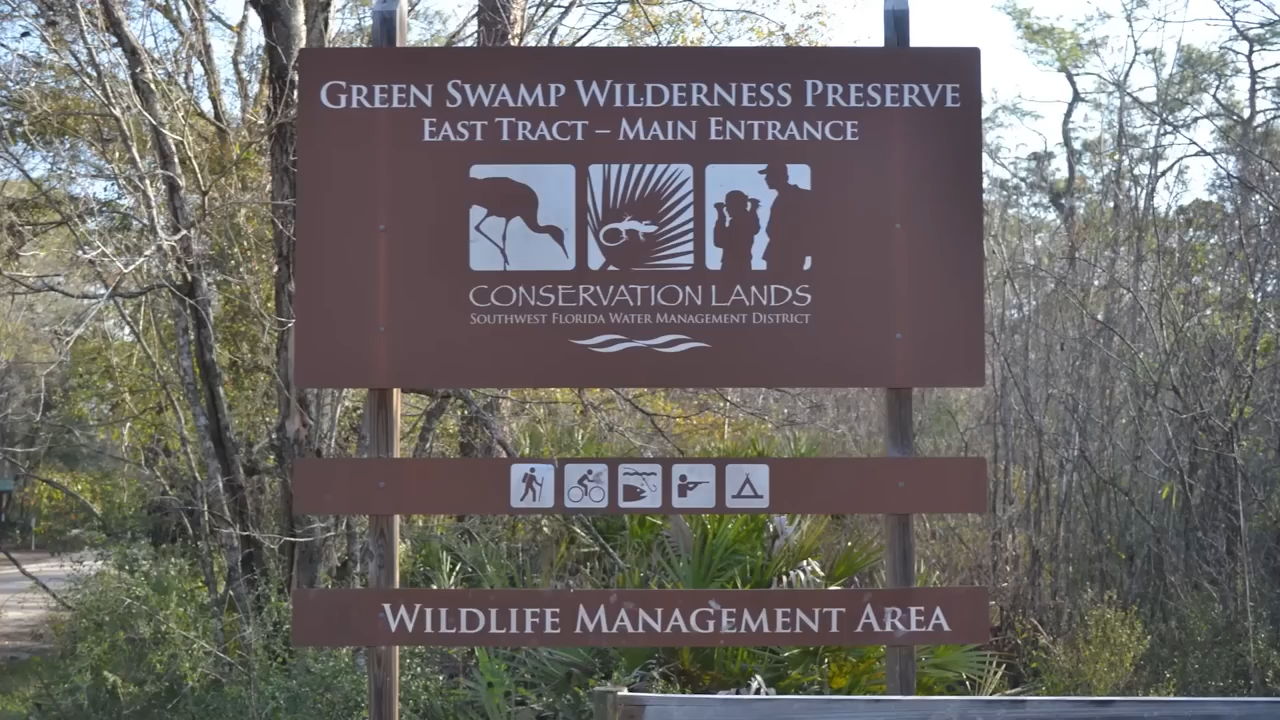 Green Swamp Wilderness Preserve
East Tract – Main Entrance
CONSERVATION LANDS
Southwest Florida Water Management District
Wildlife Management Area